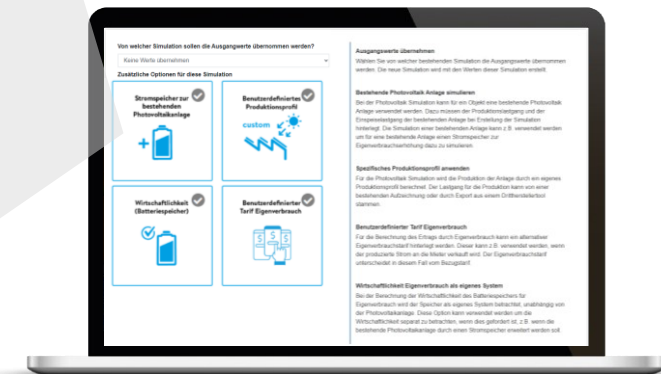 Von welcher Simulation sollen die Ausgangwerte übernommen werden?
Keine Werte übernehmen
Zusätzliche Optionen für diese Simulation
Stromspeicher zur
bestehenden
Photovoltaikanlage
Benutzerdefiniertes
Produktionsprofil
custom
Wirtschaftlichkeit
(Batteriespeicher)
Benutzerdefinierter
Tarif Eigenverbrauch
Ausgangswerte übernehmen
Wählen Sie von welcher bestehenden Simulation die Ausgangswerte übernommen
werden. Die neue Simulation wird mit den Werten dieser Simulation erstellt.
Bestehende Photovoltaik Anlage simulieren
Bei der Photovoltaik Simulation kann für ein Objekt eine bestehende Photovoltaik
Anlage verwendet werden. Dazu müssen der Produktionslastgang und der
Einspeiselastgang der bestehenden Anlage bei Erstellung der Simulation
hinterlegt. Die Simulation einer bestehenden Anlage kann z.B. verwendet werden
um für eine bestehende Anlage einen Stromspeicher zur
Eigenverbrauchserhöhung dazu zu simulieren.
Spezifisches Produktionsprofil anwenden
Für die Photovoltaik Simulation wird die Produktion der Anlage durch ein eigenes
Produktionsprofil berechnet. Der Lastgang für die Produktion kann von einer
bestehenden Aufzeichnung oder durch Export aus einem Drittherstellertool
stammen.
Benutzerdefinierter Tarif Eigenverbrauch
Für die Berechnung des Ertrags durch Eigenverbrauch kann ein alternativer
Eigenverbrauchstarif hinterlegt werden. Dieser kann z.B. verwendet werden, wenn
der produzierte Strom an die Mieter verkauft wird. Der Eigenverbrauchstarif
unterscheidet in diesem Fall vom Bezugstarif.
Wirtschaftlichkeit Eigenverbrauch als eigenes System
Bei der Berechnung der Wirtschaftlichkeit des Batteriespeichers für
Eigenverbrauch wird der Speicher als eigenes System betrachtet, unabhängig von
der Photovoltaikanlage. Diese Option kann verwendet werden um die
Wirtschaftlichkeit separat zu betrachten, wenn dies gefordert ist, z.B. wenn die
bestehende Photovoltaikanlage durch einen Stromspeicher erweitert werden soll.